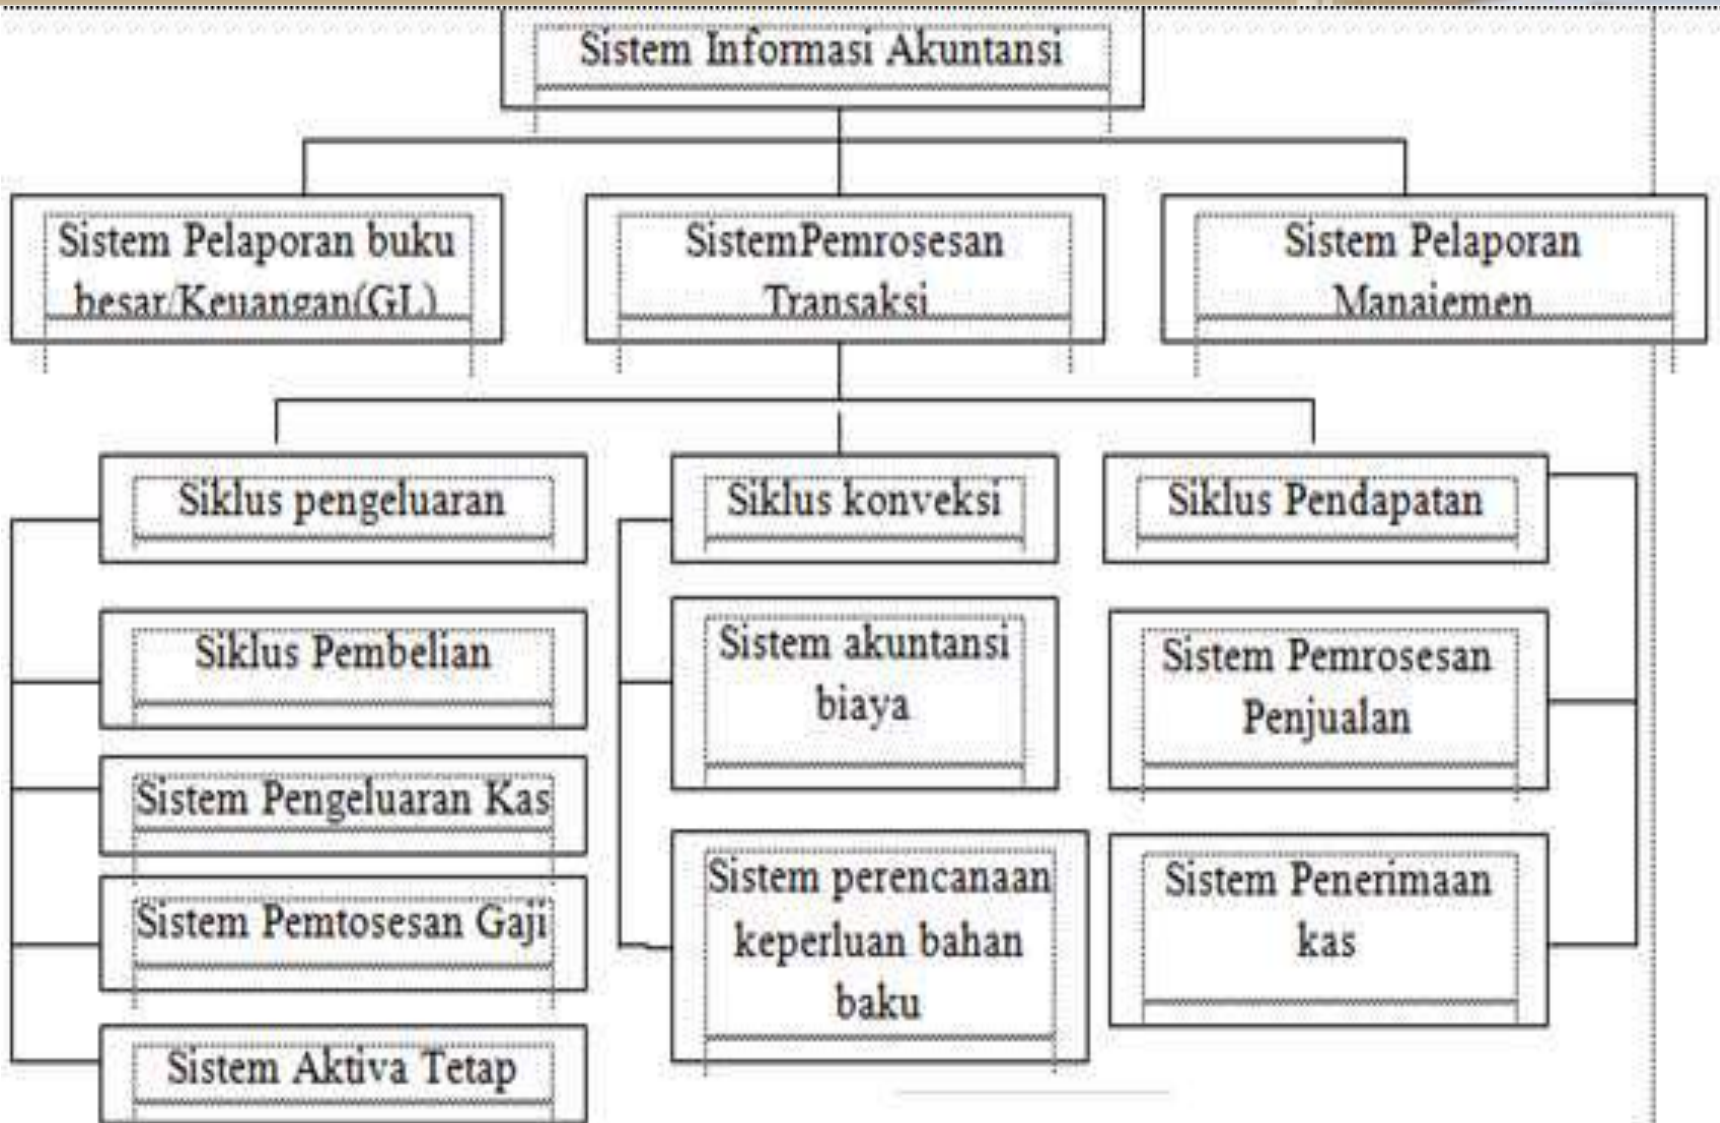 Sistem Informasi Akuntansi
Sistem Pelaporan buku
besar/Keuangan(GL)
SistemPemrosesan
Transaksi
Sistem Pelaporan
Manajemen
Siklus pengeluaran
Siklus konveksi
Siklus Pendapatan
Siklus Pembelian
Sistem Pengeluaran Kas
Sistem Pemtosesan Gaji
Sistem Aktiva Tetap
Sistem akuntansi
biaya
Sistem perencanaan
keperluan bahan
baku
Sistem Pemrosesan
Penjualan
Sistem Penerimaan
kas